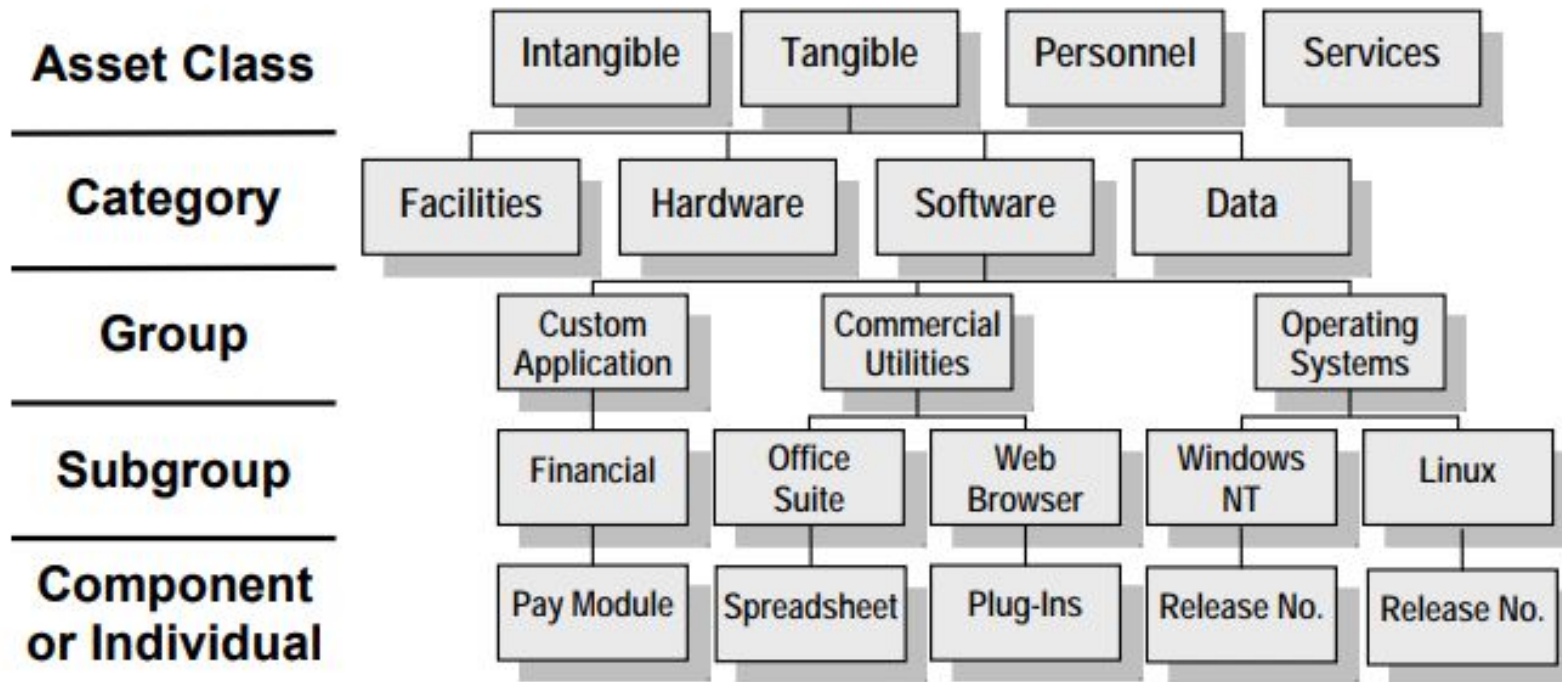 Asset Class
Intangible
Tangible
Personnel
Services
Category
Facilities
Hardware
Software
Data
Group
Custom
Application
Commercial
Utilities
Operating
Systems
Subgroup
Financial
Office
Suite
Web
Browser
Windows
NT
Linux
Component
or Individual
Pay Module
Spreadsheet
Plug-Ins
Release No.
Release No.